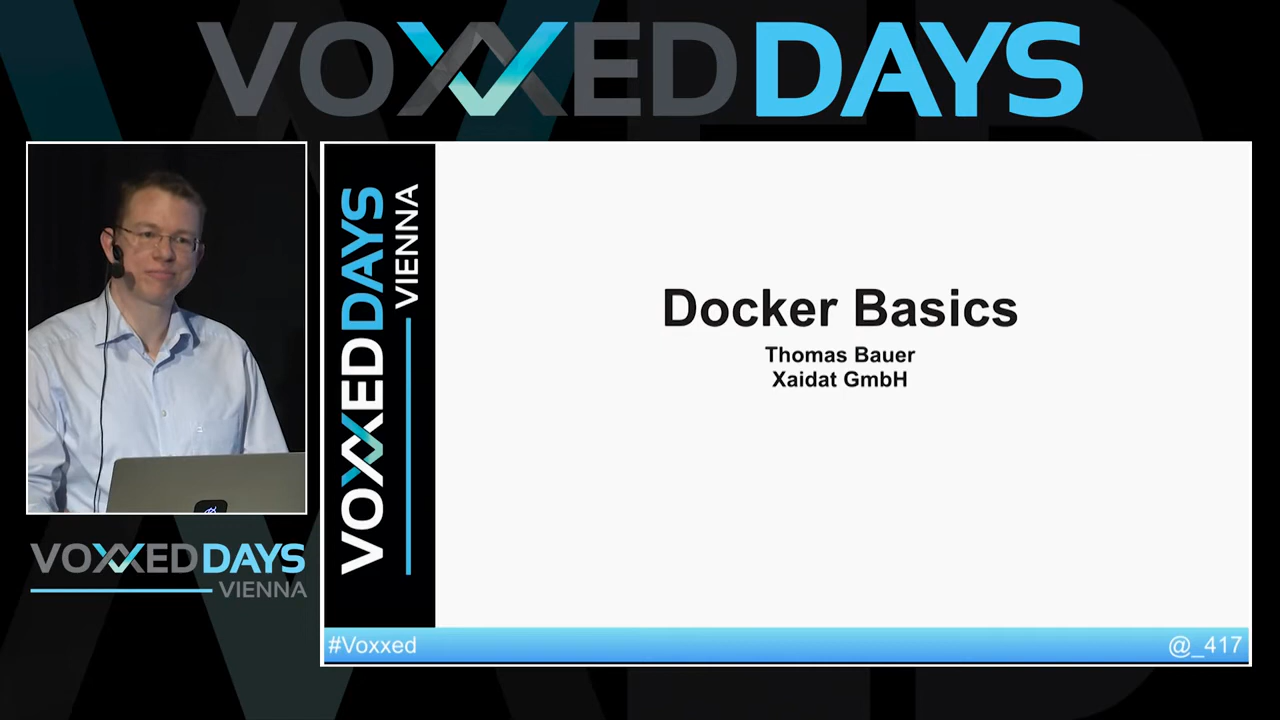 VOXXED DAYS
VOXXED DAYS
VIENNA
Docker Basics
Thomas Bauer
Xaidat GmbH
VOXXED DAYS
VIENNA
#Voxxed
@_417